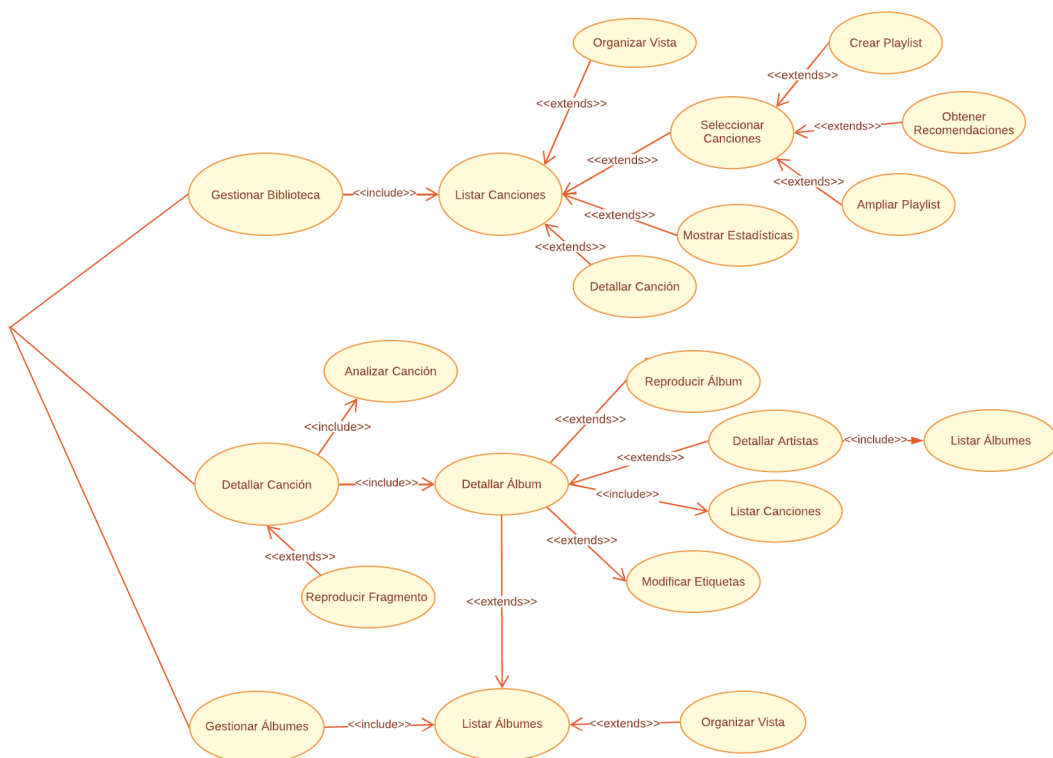 Organizar Vista
Crear Playlist
<<extends>>
<<extends>>
Seleccionar
Canciones
<<extends>>
Obtener
Recomendaciones
<<extends>>
<<extends>>
Gestionar Biblioteca
<<include>>
Listar Canciones
Ampliar Playlist
<<extends>>
Mostrar Estadísticas
<<extends>>
Detallar Canción
Analizar Canción
Reproducir Álbum
<<extends>>
<<include>>
Detallar Artistas
<<include>>
Listar Álbumes
<<extends>>
Detallar Canción
<<include>>
Detallar Álbum
<<include>>
Listar Canciones
<<extends>>
<<extends>>
Modificar Etiquetas
Reproducir Fragmento
<<extends>>
Gestionar Álbumes
<<include>>
Listar Álbumes
<<extends>>
Organizar Vista